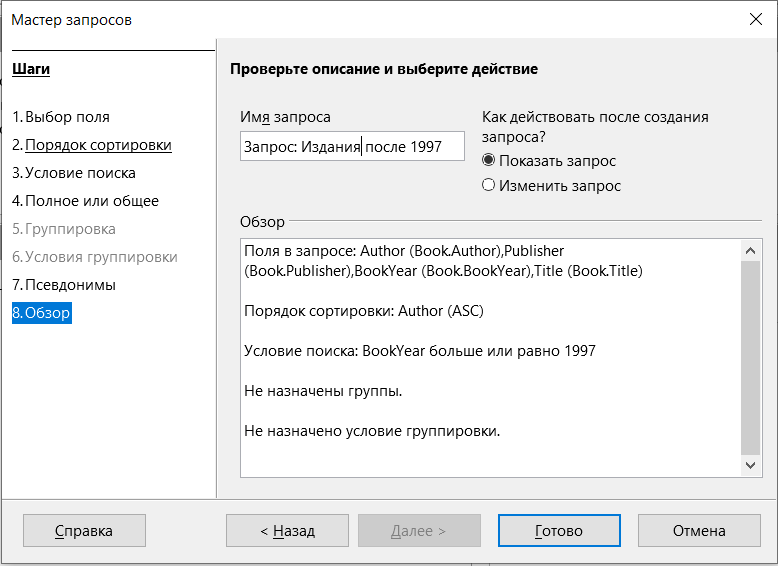 Мастер запросов
Шаги
1. Выбор поля
2. Порядок сортировки
3. Условие поиска
4. Полное или общее
5. Группировка
6. Условия группировки
7. Псевдонимы
8. Обзор
Проверьте описание и выберите действие
Имя запроса
Запрос: Издания после 1997
Как действовать после создания
запроса?
Показать запрос
Изменить запрос
Обзор
Поля в запросе: Author (Book.Author),Publisher
(Book.Publisher),BookYear (Book.BookYear),Title (Book.Title)
Порядок сортировки: Author (ASC)
Условие поиска: BookYear больше или равно 1997
Не назначены группы.
Не назначено условие группировки.
Справка
< Назад
Далее >
Готово
Отмена